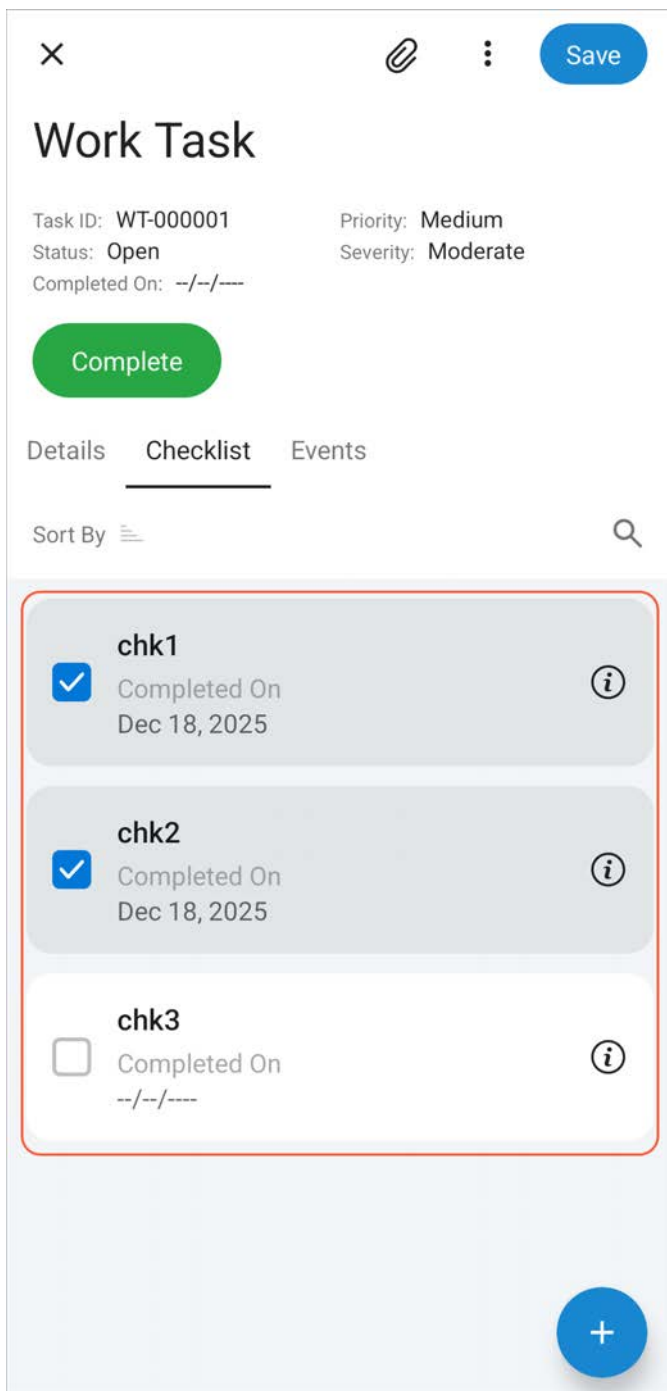 Save
Work Task
Task ID: WT-000001 Priority: Medium
Status: Open Severity: Moderate
Completed On: --/--/----
Complete
Details Checklist Events
Sort By
chk1
Completed On
Dec 18, 2025
chk2
Completed On
Dec 18, 2025
chk3
Completed On
--/--/----